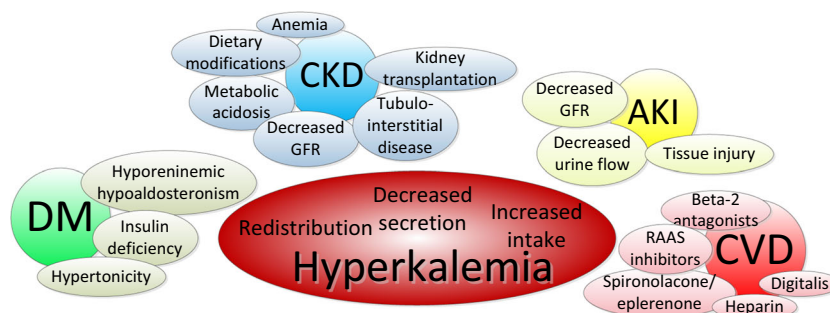 Anemia
Dietary
modifications
CKD
Kidney
transplantation
Metabolic
acidosis
Tubulo-
interstitial
disease
Decreased
GFR
Decreased
GFR
AKI
Decreased
urine flow
Tissue injury
Hyporeninemic
hypoaldosteronism
DM
Insulin
deficiency
Hypertonicity
Redistribution
Decreased
secretion
Increased
intake
Hyperkalemia
Beta-2
antagonists
RAAS
inhibitors
CVD
Spironolacone/
eplerenone
Digitalis
Heparin